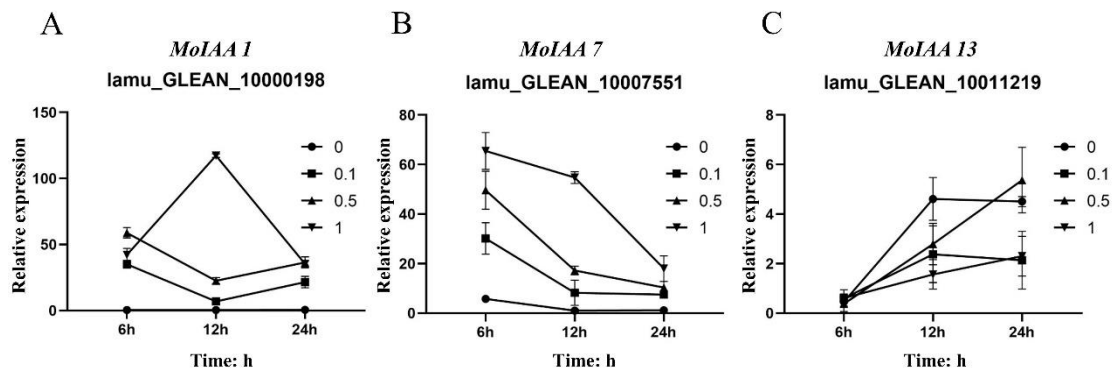 A
MoIAA 1
lamu_GLEAN_10000198
Relative expression
150
100
50
0
6h
12h
24h
Time: h
0
0.1
0.5
1
B
MoIAA 7
lamu_GLEAN_10007551
Relative expression
80
60
40
20
0
6h
12h
24h
Time: h
0
0.1
0.5
1
C
MoIAA 13
lamu_GLEAN_10011219
Relative expression
8
6
4
2
0
6h
12h
24h
Time: h
0
0.1
0.5
1